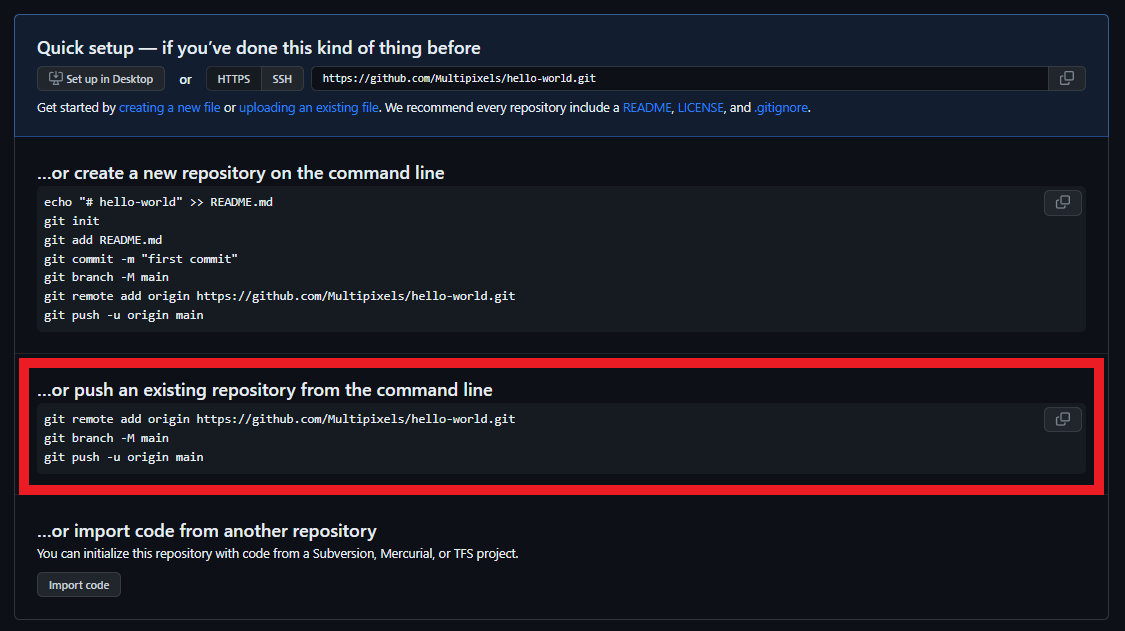 Quick setup — if you’ve done this kind of thing before
Set up in Desktop or HTTPS SSH https://github.com/Multipixels/hello-world.git
Get started by creating a new file or uploading an existing file. We recommend every repository include a README, LICENSE, and .gitignore.
…or create a new repository on the command line
echo "# hello-world" >> README.md
git init
git add README.md
git commit -m "first commit"
git branch -M main
git remote add origin https://github.com/Multipixels/hello-world.git
git push -u origin main
…or push an existing repository from the command line
git remote add origin https://github.com/Multipixels/hello-world.git
git branch -M main
git push -u origin main
…or import code from another repository
You can initialize this repository with code from a Subversion, Mercurial, or TFS project.
Import code